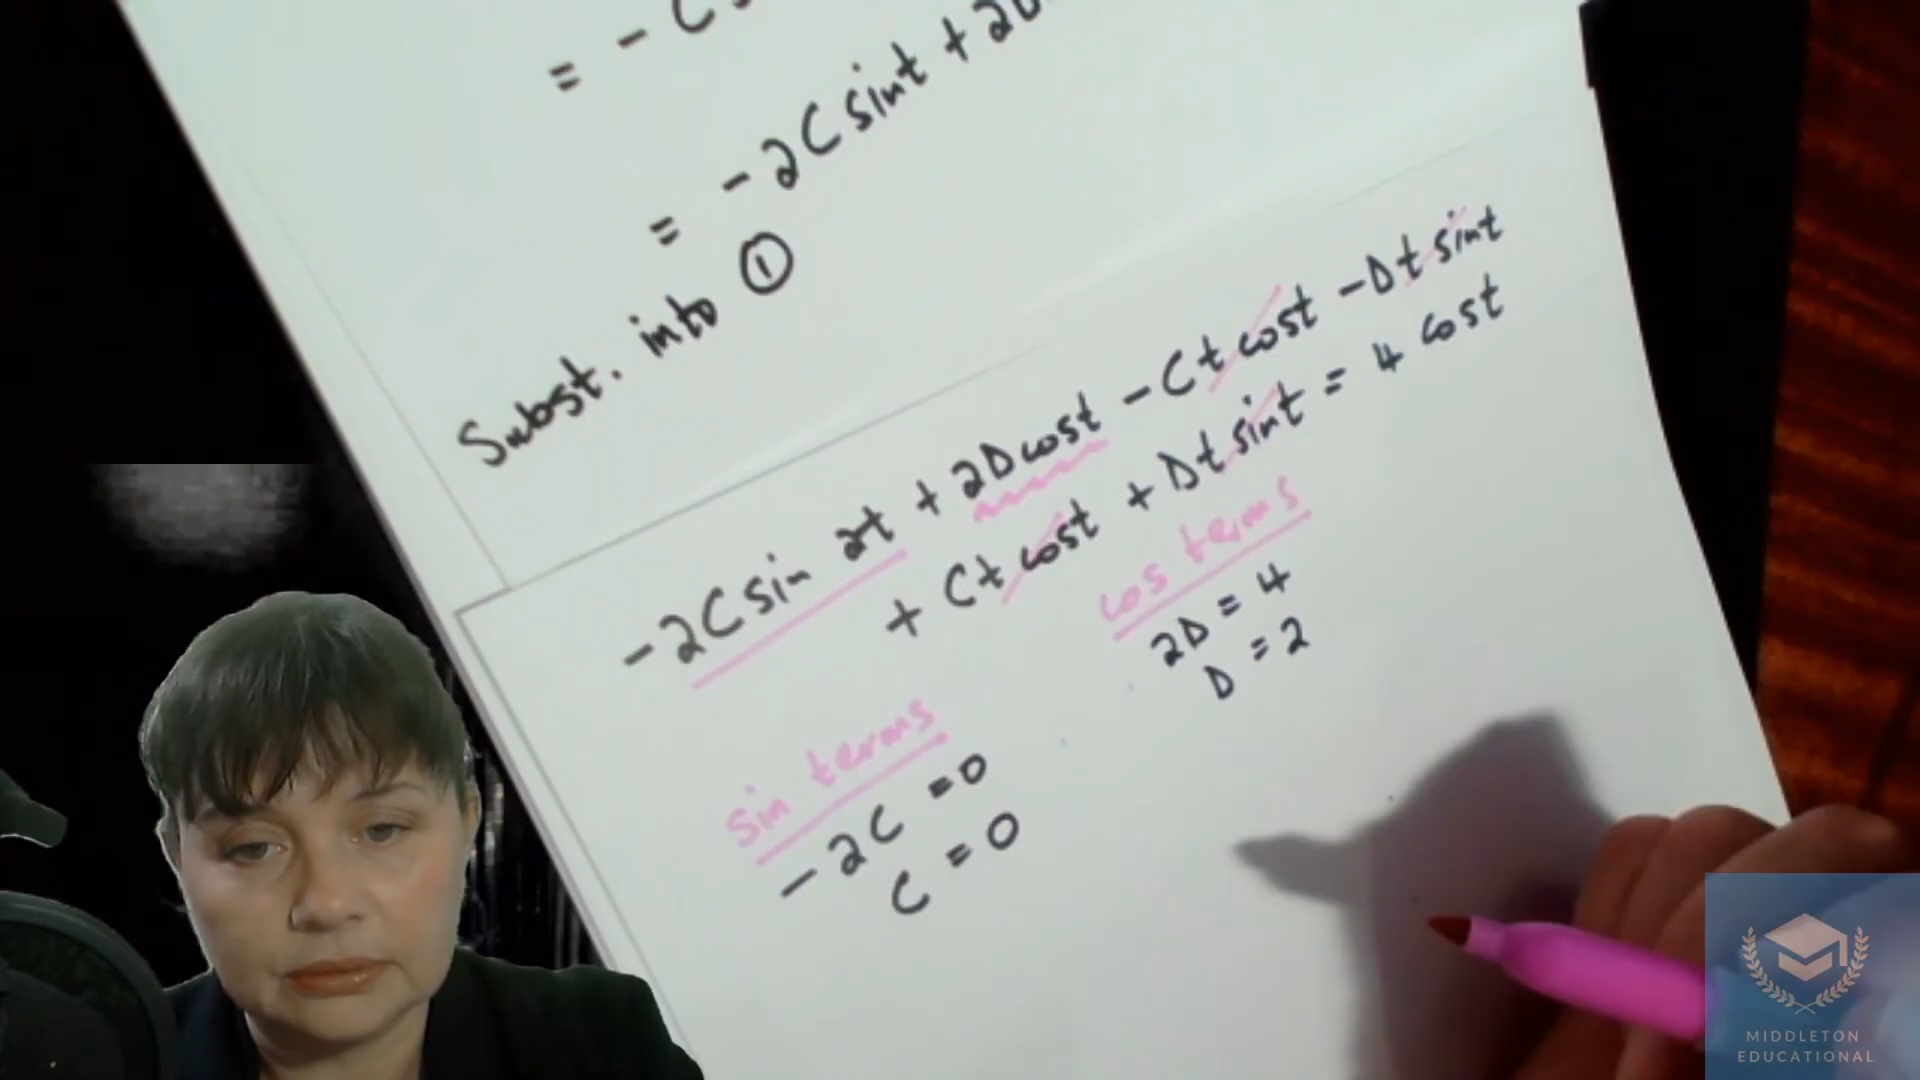 = - C
= -2C sint + 2D
Subst. into ①
-2C sin 2t + 2D cost - Ct cost - Dt sint
+ Ct cost + Dt sint = 4 cost
sin terms
-2C = 0
C = 0
cos terms
2D = 4
D = 2
MIDDLETON
EDUCATIONAL